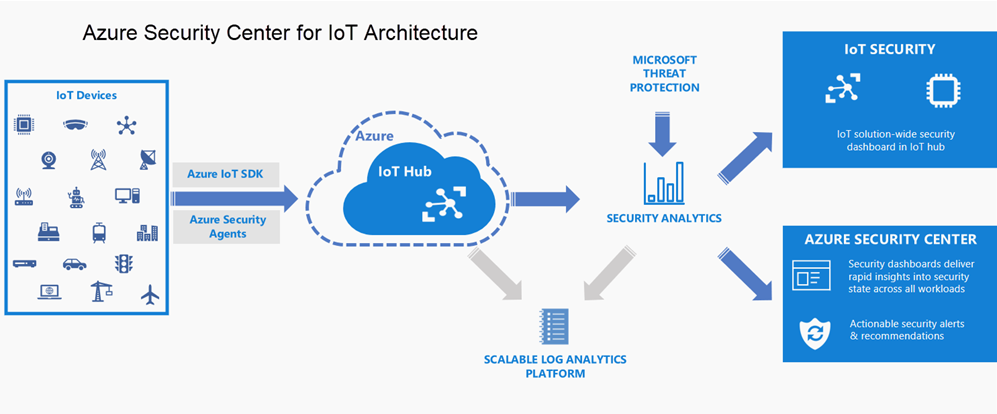 Azure Security Center for IoT Architecture
IoT Devices
Azure IoT SDK
Azure Security
Agents
Azure
IoT Hub
MICROSOFT
THREAT
PROTECTION
SECURITY ANALYTICS
SCALABLE LOG ANALYTICS
PLATFORM
IoT SECURITY
IoT solution-wide security
dashboard in IoT hub
AZURE SECURITY CENTER
Security dashboards deliver
rapid insights into security
state across all workloads
Actionable security alerts
& recommendations